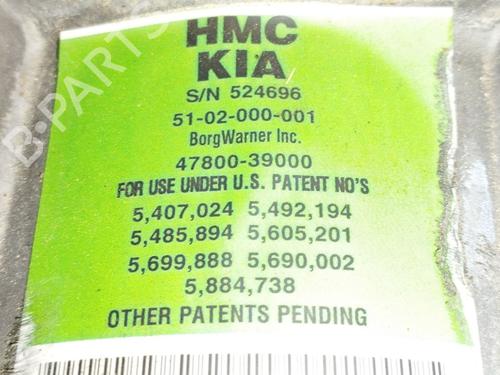 HMC
KIA
S/N 524696
51-02-000-001
BorgWarner Inc.
47800-39000
FOR USE UNDER U.S. PATENT NO'S
5,407,024 5,492,194
5,485,894 5,605,201
5,699,888 5,690,002
5,884,738
OTHER PATENTS PENDING
B-PARTS